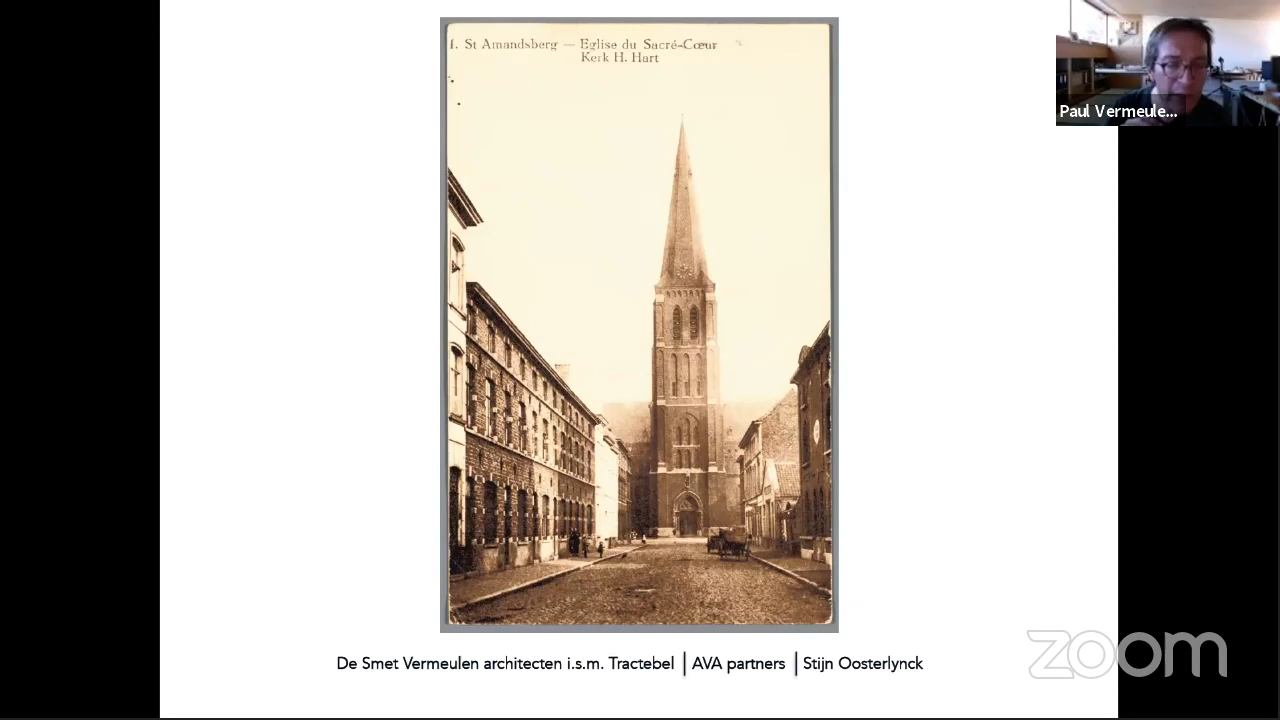 1. St Amandsberg — Eglise du Sacré-Cœur
Kerk H. Hart
Paul Vermeule...
De Smet Vermeulen architecten i.s.m. Tractebel | AVA partners | Stijn Oosterlynck
zoom